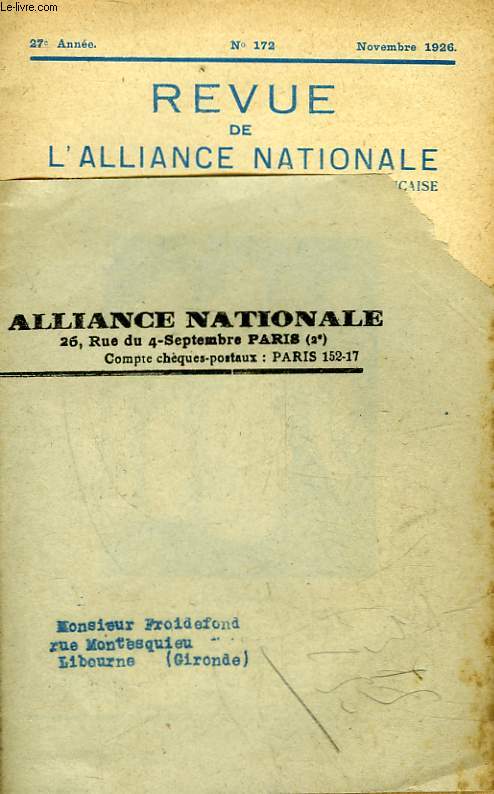 Le-livre.com
27e Année. No 172 Novembre 1926.
REVUE
DE
L'ALLIANCE NATIONALE
ALLIANCE NATIONALE
26, Rue du 4-Septembre PARIS (2e)
Compte chèques-postaux : PARIS 152-17
Monsieur Froidefond
rue Montesquieu
Libourne (Gironde)